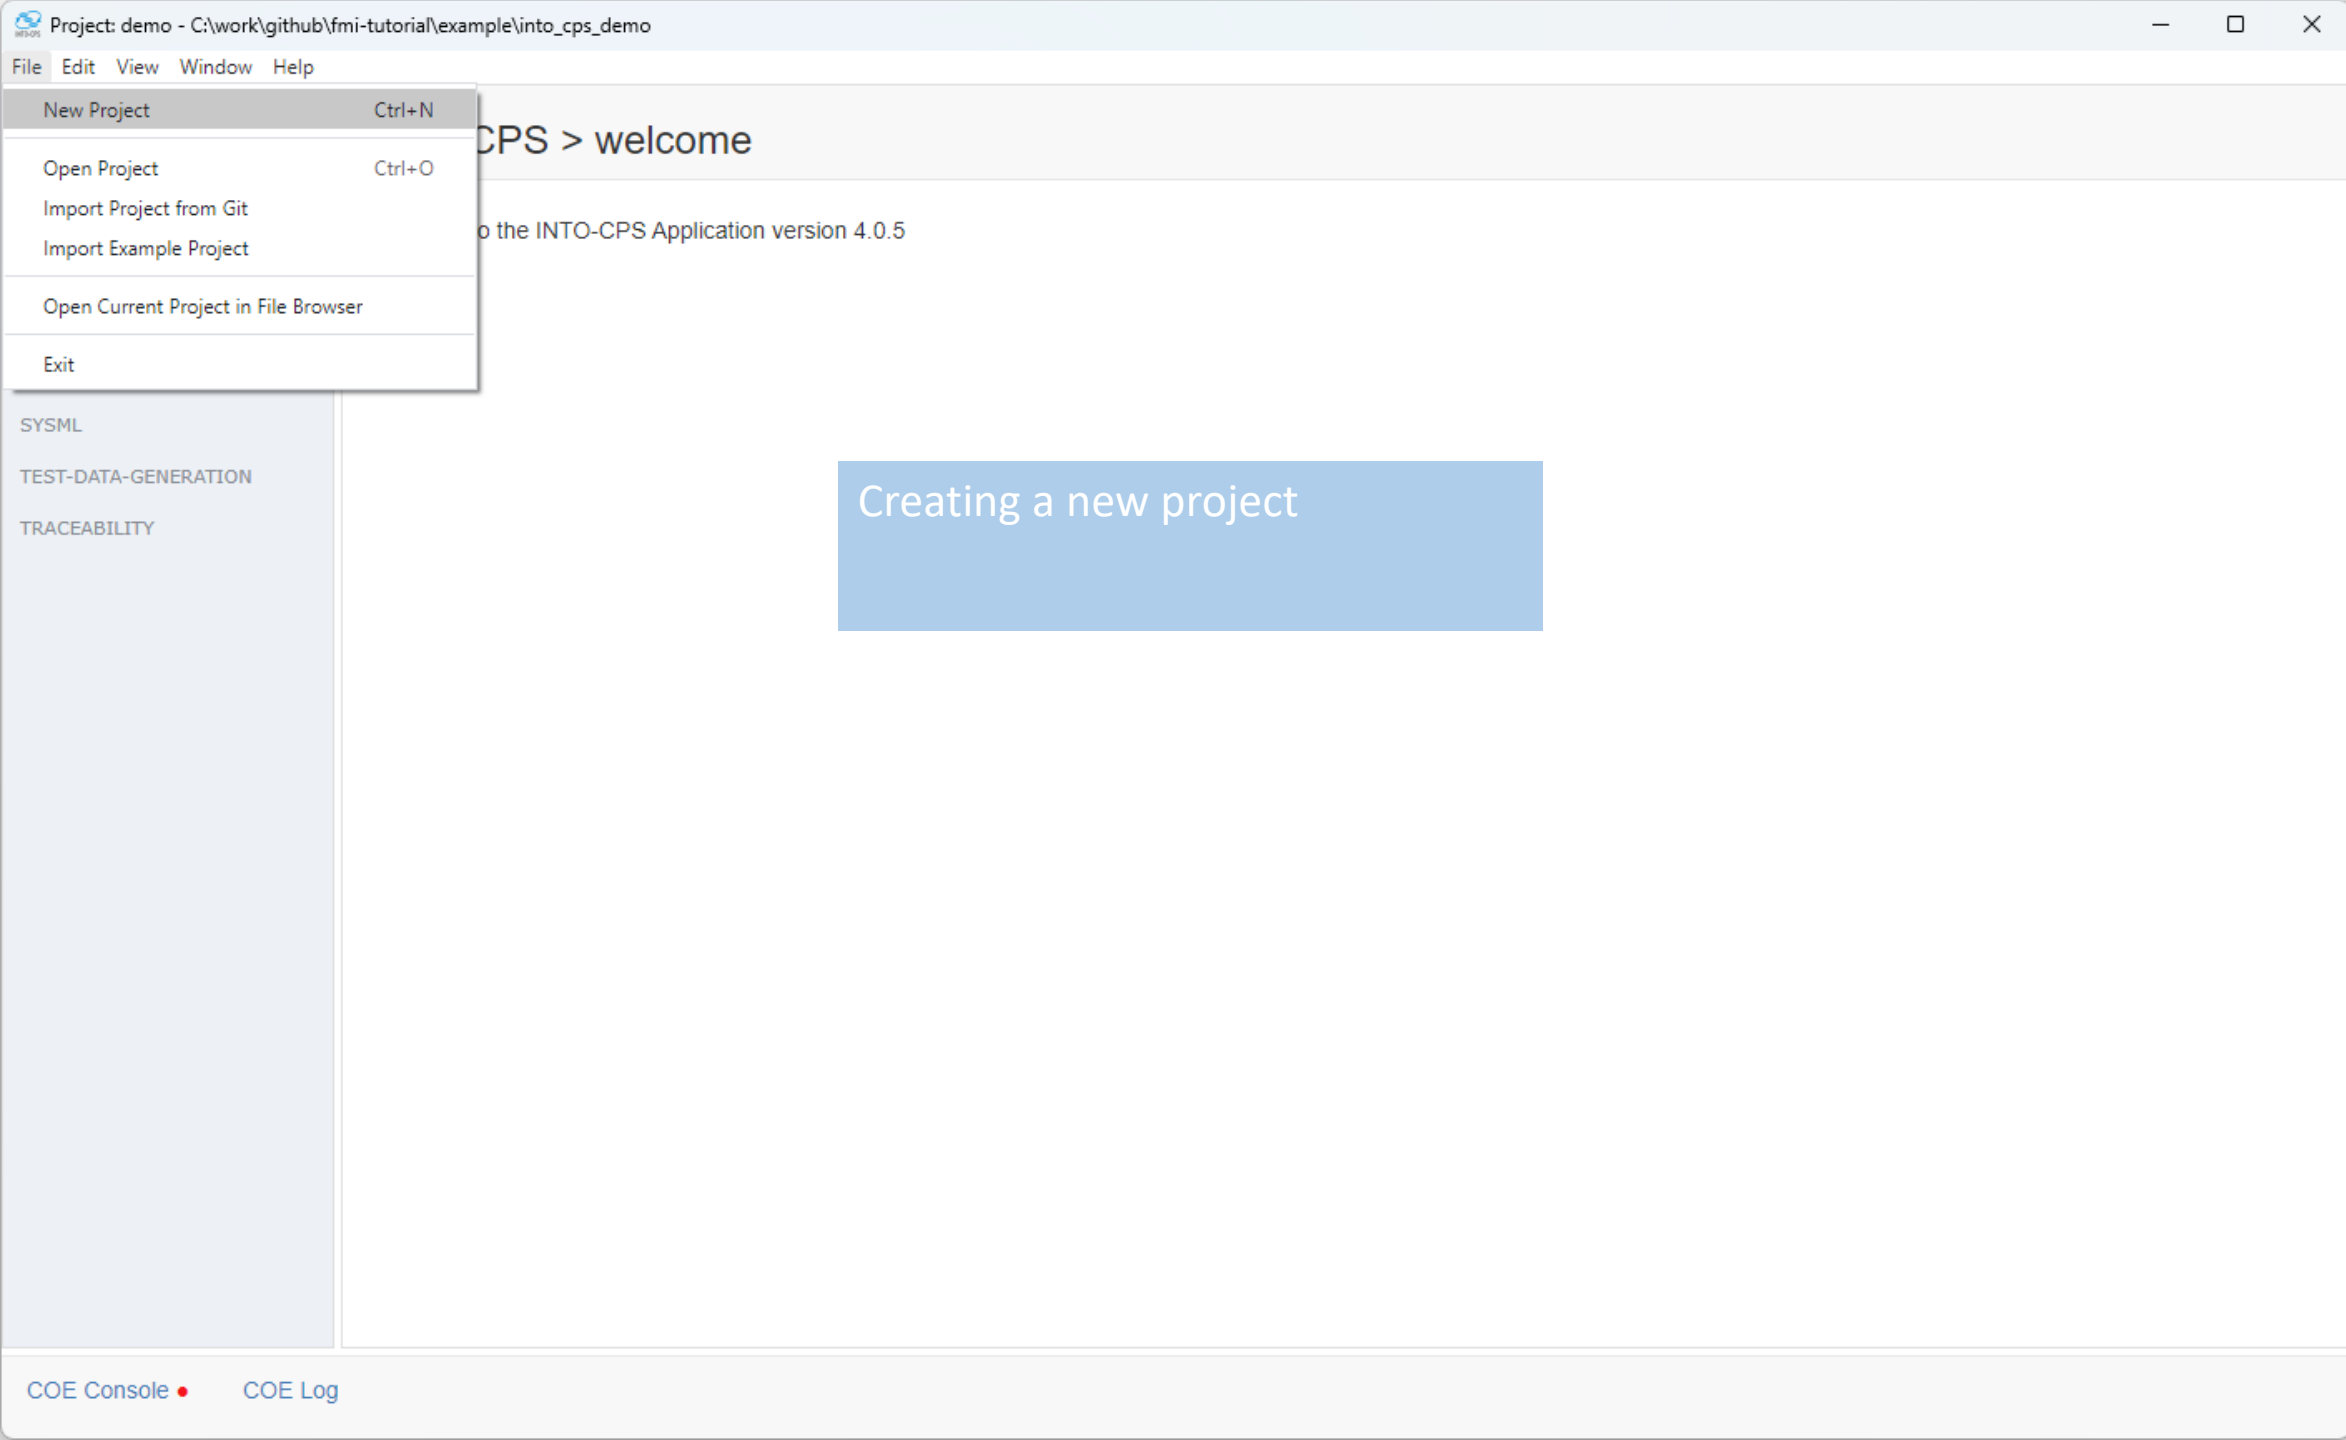 Project: demo - C:\work\github\fmi-tutorial\example\into_cps_demo
File Edit View Window Help
New Project Ctrl+N
CPS > welcome
Open Project Ctrl+O
Import Project from Git
o the INTO-CPS Application version 4.0.5
Import Example Project
Open Current Project in File Browser
Exit
SYSML
TEST-DATA-GENERATION
Creating a new project
TRACEABILITY
COE Console COE Log